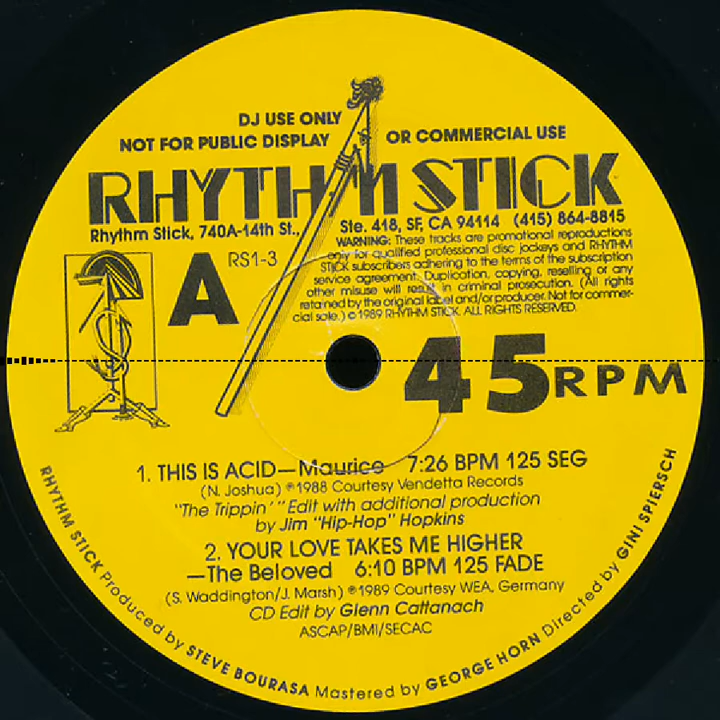 DJ USE ONLY
NOT FOR PUBLIC DISPLAY OR COMMERCIAL USE
RHYTHM STICK
Rhythm Stick, 740A-14th St., Ste. 418, SF, CA 94114 (415) 864-8815
WARNING: These tracks are promotional reproductions
only for qualified professional disc jockeys and RHYTHM
STICK subscribers adhering to the terms of the subscription
service agreement. Duplication, copying, reselling or any
other misuse will result in criminal prosecution. (All rights
retained by the original label and/or producer. Not for commer-
cial sale.) © 1989 RHYTHM STICK. ALL RIGHTS RESERVED.
A RS1-3
45 RPM
1. THIS IS ACID—Maurice 7:26 BPM 125 SEG
(N. Joshua) ℗1988 Courtesy Vendetta Records
"The Trippin' " Edit with additional production
by Jim "Hip-Hop" Hopkins
2. YOUR LOVE TAKES ME HIGHER
—The Beloved 6:10 BPM 125 FADE
(S. Waddington/J. Marsh) ℗1989 Courtesy WEA, Germany
CD Edit by Glenn Cattanach
ASCAP/BMI/SECAC
RHYTHM STICK Produced by STEVE BOURASA Mastered by GEORGE HORN Directed by GINI SPIERSCH